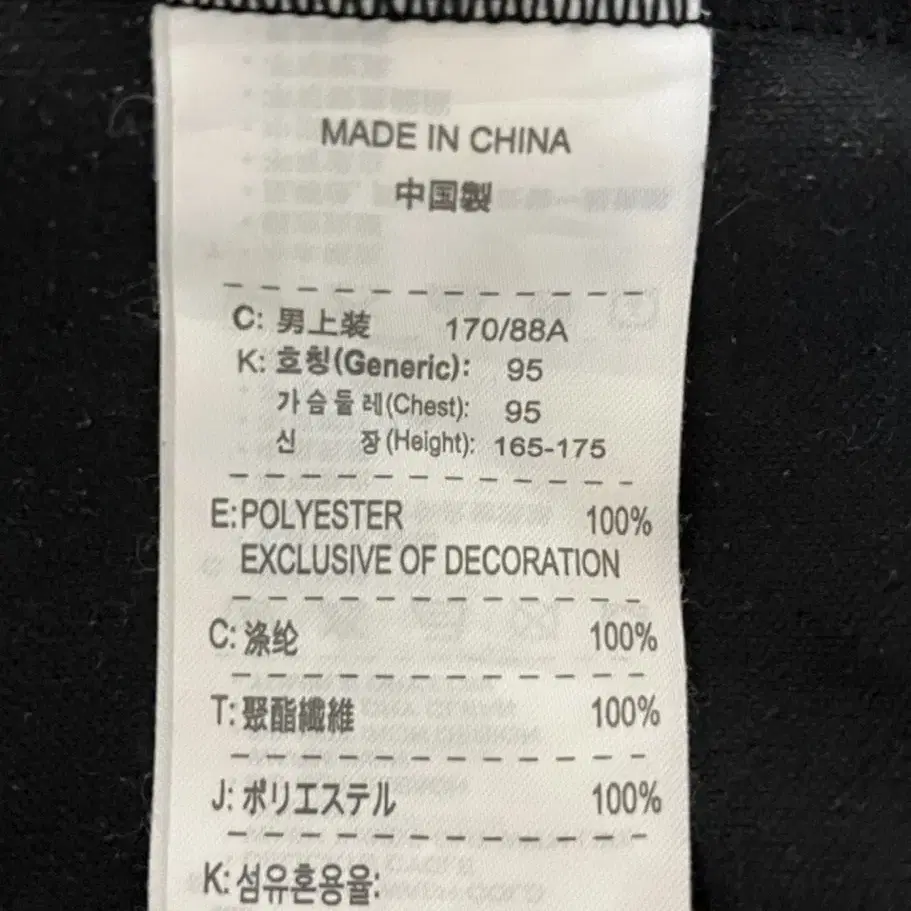 MADE IN CHINA
中国製
C: 男上装 170/88A
K: 호칭(Generic): 95
가슴둘레(Chest): 95
신 장(Height): 165-175
E:POLYESTER 100%
EXCLUSIVE OF DECORATION
C: 涤纶 100%
T: 聚酯纖維 100%
J: ポリエステル 100%
K: 섬유혼용율: